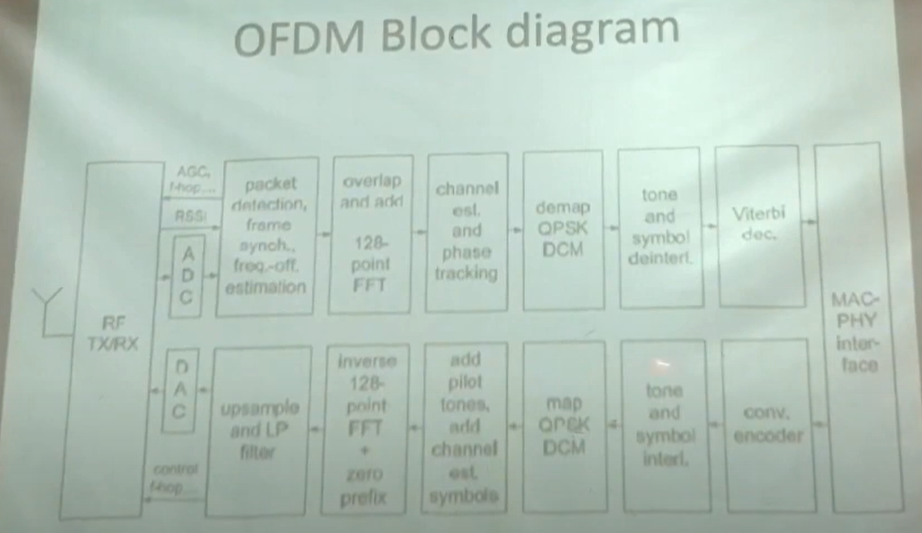 OFDM Block diagram
RF
TX/RX
AGC,
f-hop....
RSSI
A
D
C
packet
detection,
frame
synch.,
freq.-off.
estimation
overlap
and add
128-
point
FFT
channel
est.
and
phase
tracking
demap
QPSK
DCM
tone
and
symbol
deinterl.
Viterbi
dec.
MAC-
PHY
inter-
face
D
A
C
control
f-hop....
upsample
and LP
filter
inverse
128-
point
FFT
+
zero
prefix
add
pilot
tones,
add
channel
est.
symbols
map
QPSK
DCM
tone
and
symbol
interl.
conv.
encoder